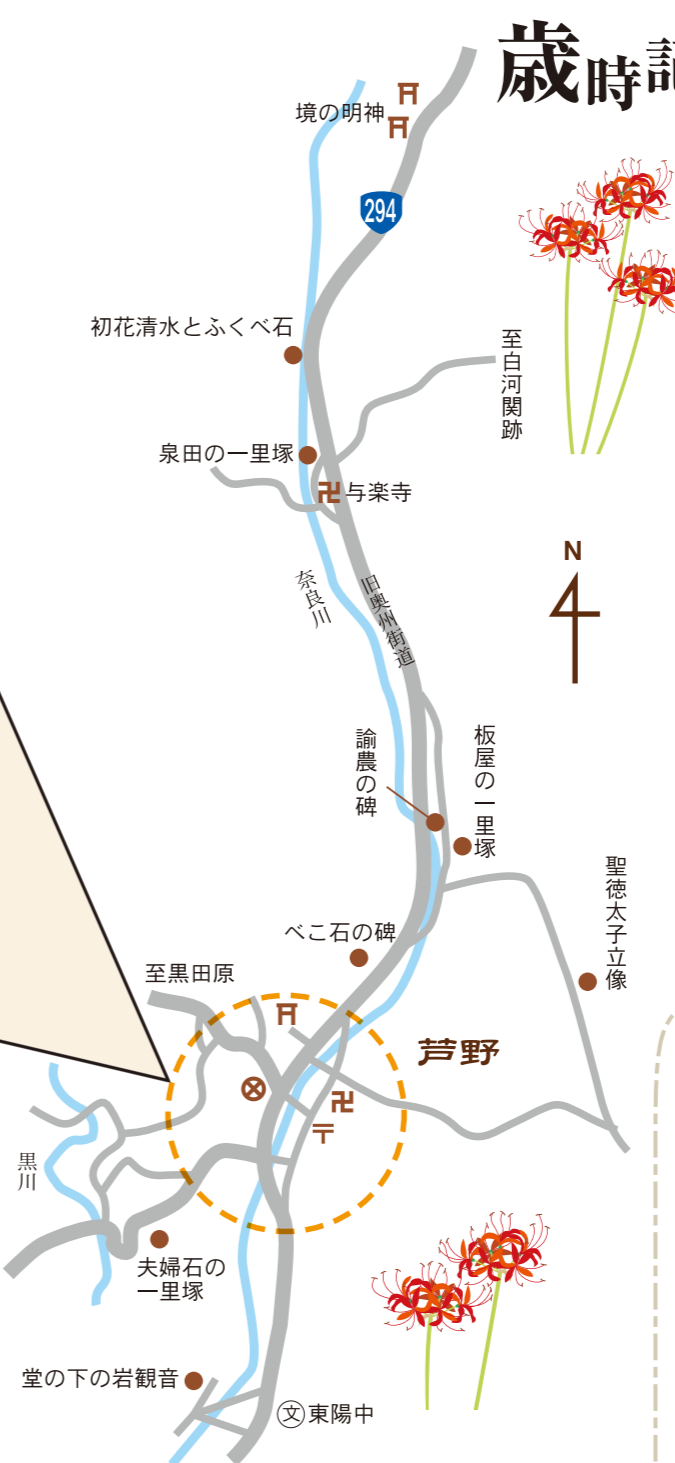 歳時記
境の明神
294
初花清水とふくべ石
至白河関跡
泉田の一里塚
与楽寺
N
奈良川
旧奥州街道
諭農の碑
板屋の一里塚
聖徳太子立像
べこ石の碑
至黒田原
芦野
黒川
夫婦石の
一里塚
堂の下の岩観音
文東陽中